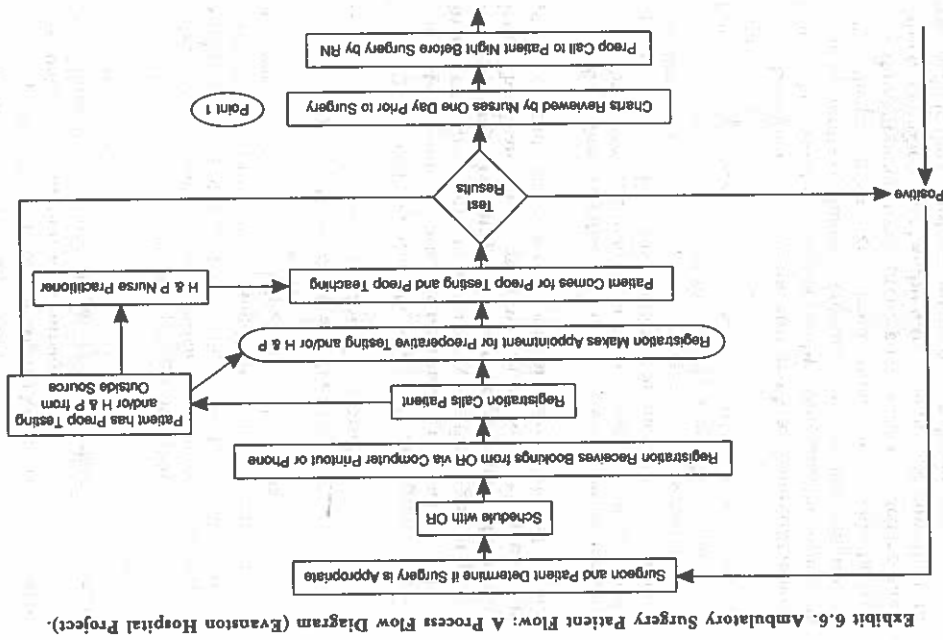 Exhibit 6.6. Ambulatory Surgery Patient Flow: A Process Flow Diagram (Evanston Hospital Project).
Surgeon and Patient Determine if Surgery is Appropriate
Schedule with OR
Registration Receives Bookings from OR via Computer Printout or Phone
Registration Calls Patient
Patient has Preop Testing
and/or H & P from
Outside Source
Registration Makes Appointment for Preoperative Testing and/or H & P
Patient Comes for Preop Testing and Preop Teaching
H & P Nurse Practitioner
Test
Results
Positive
Charts Reviewed by Nurses One Day Prior to Surgery
Point 1
Preop Call to Patient Night Before Surgery by RN